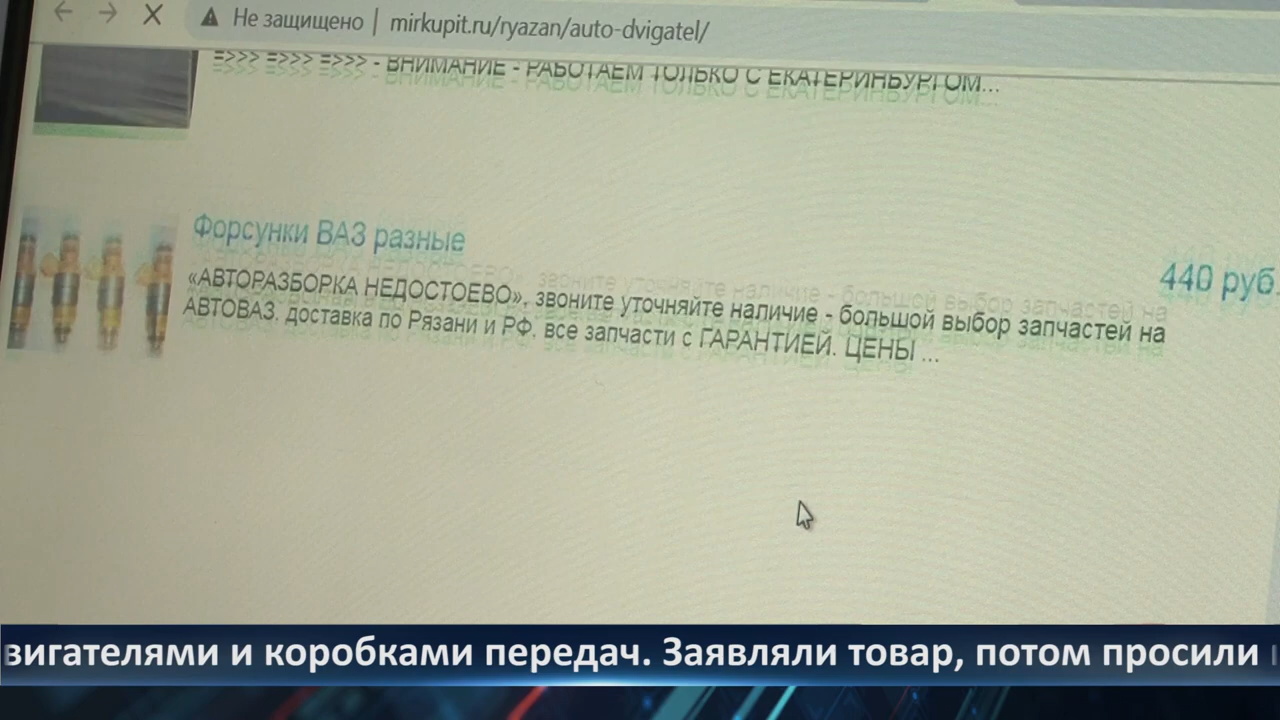 Не защищено | mirkupit.ru/ryazan/auto-dvigatel/
=>>> =>>> =>>> - ВНИМАНИЕ - РАБОТАЕМ ТОЛЬКО С ЕКАТЕРИНБУРГОМ...
Форсунки ВАЗ разные
440 руб.
«АВТОРАЗБОРКА НЕДОСТОЕВО», звоните уточняйте наличие - большой выбор запчастей на
АВТОВАЗ. доставка по Рязани и РФ. все запчасти с ГАРАНТИЕЙ. ЦЕНЫ ...
вигателями и коробками передач. Заявляли товар, потом просили